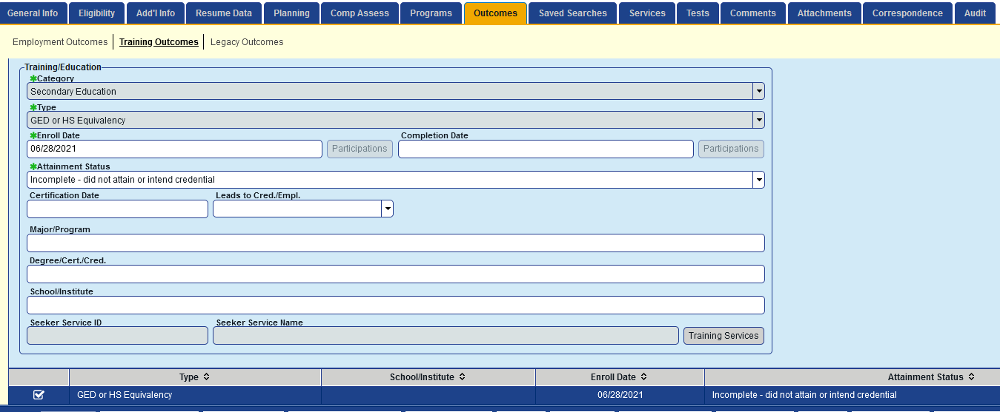 General Info Eligibility Add'l Info Resume Data Planning Comp Assess Programs Outcomes Saved Searches Services Tests Comments Attachments Correspondence Audit
Employment Outcomes Training Outcomes Legacy Outcomes
Training/Education
✱Category
Secondary Education
✱Type
GED or HS Equivalency
✱Enroll Date Completion Date
06/28/2021 Participations Participations
✱Attainment Status
Incomplete - did not attain or intend credential
Certification Date Leads to Cred./Empl.
Major/Program
Degree/Cert./Cred.
School/Institute
Seeker Service ID Seeker Service Name
Training Services
Type School/Institute Enroll Date Attainment Status
GED or HS Equivalency 06/28/2021 Incomplete - did not attain or intend credential